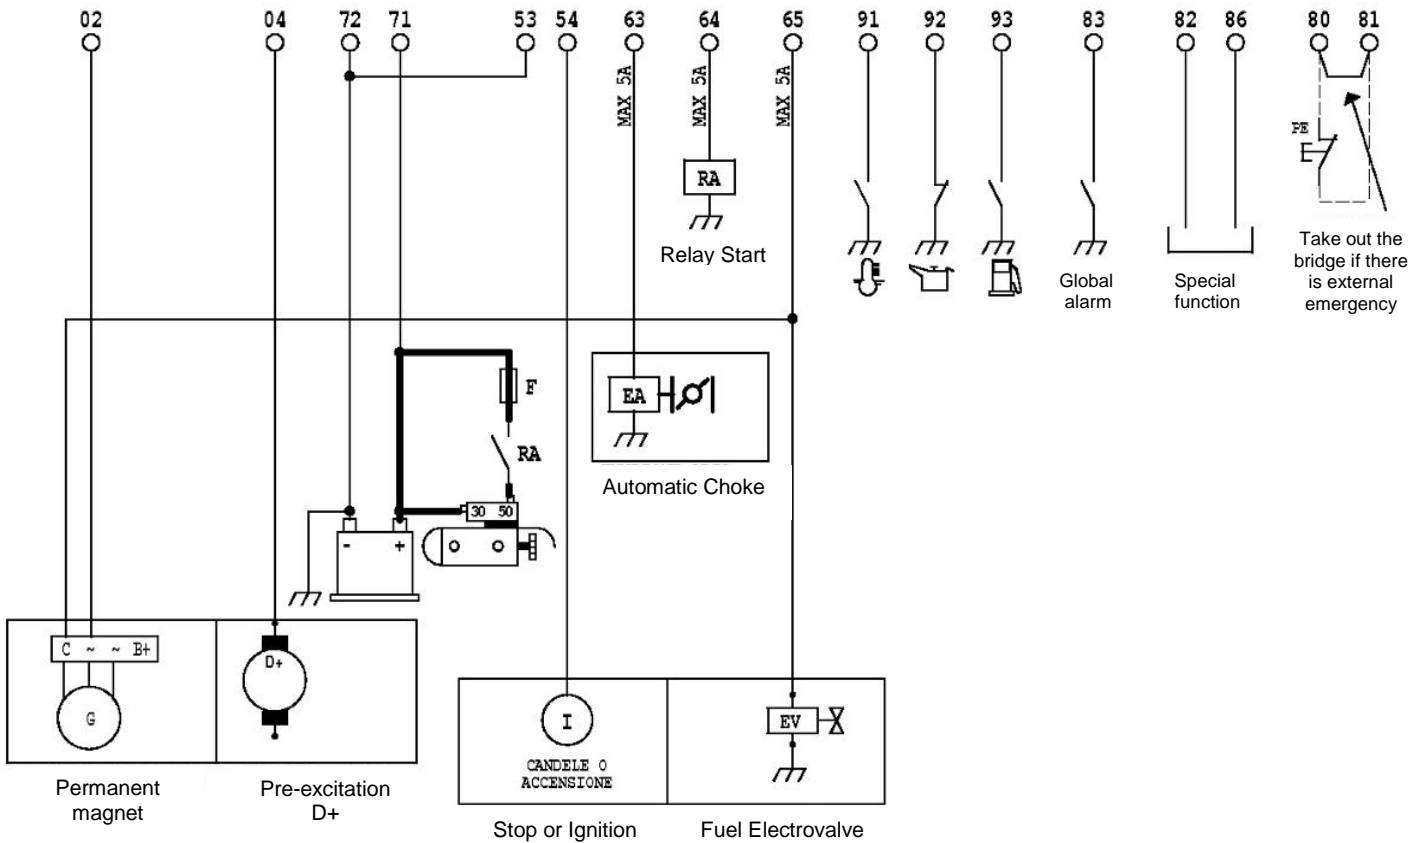 02 04 72 71 53 54 63 64 65 91 92 93 83 82 86 80 81
MAX 5A
MAX 5A
MAX 5A
PE
RA
Relay Start
Take out the
bridge if there
is external
emergency
Global
alarm
Special
function
F
EA
RA
Automatic Choke
30 50
- +
C ~ ~ B+
D+
G
I
EV
CANDELE O
ACCENSIONE
Permanent
magnet
Pre-excitation
D+
Stop or Ignition
Fuel Electrovalve